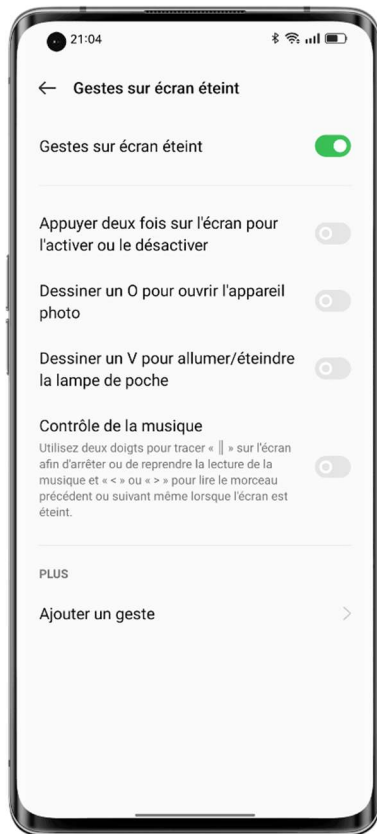 21:04
Gestes sur écran éteint
Gestes sur écran éteint
Appuyer deux fois sur l'écran pour
l'activer ou le désactiver
Dessiner un O pour ouvrir l'appareil
photo
Dessiner un V pour allumer/éteindre
la lampe de poche
Contrôle de la musique
Utilisez deux doigts pour tracer « || » sur l'écran
afin d'arrêter ou de reprendre la lecture de la
musique et « < » ou « > » pour lire le morceau
précédent ou suivant même lorsque l'écran est
éteint.
PLUS
Ajouter un geste